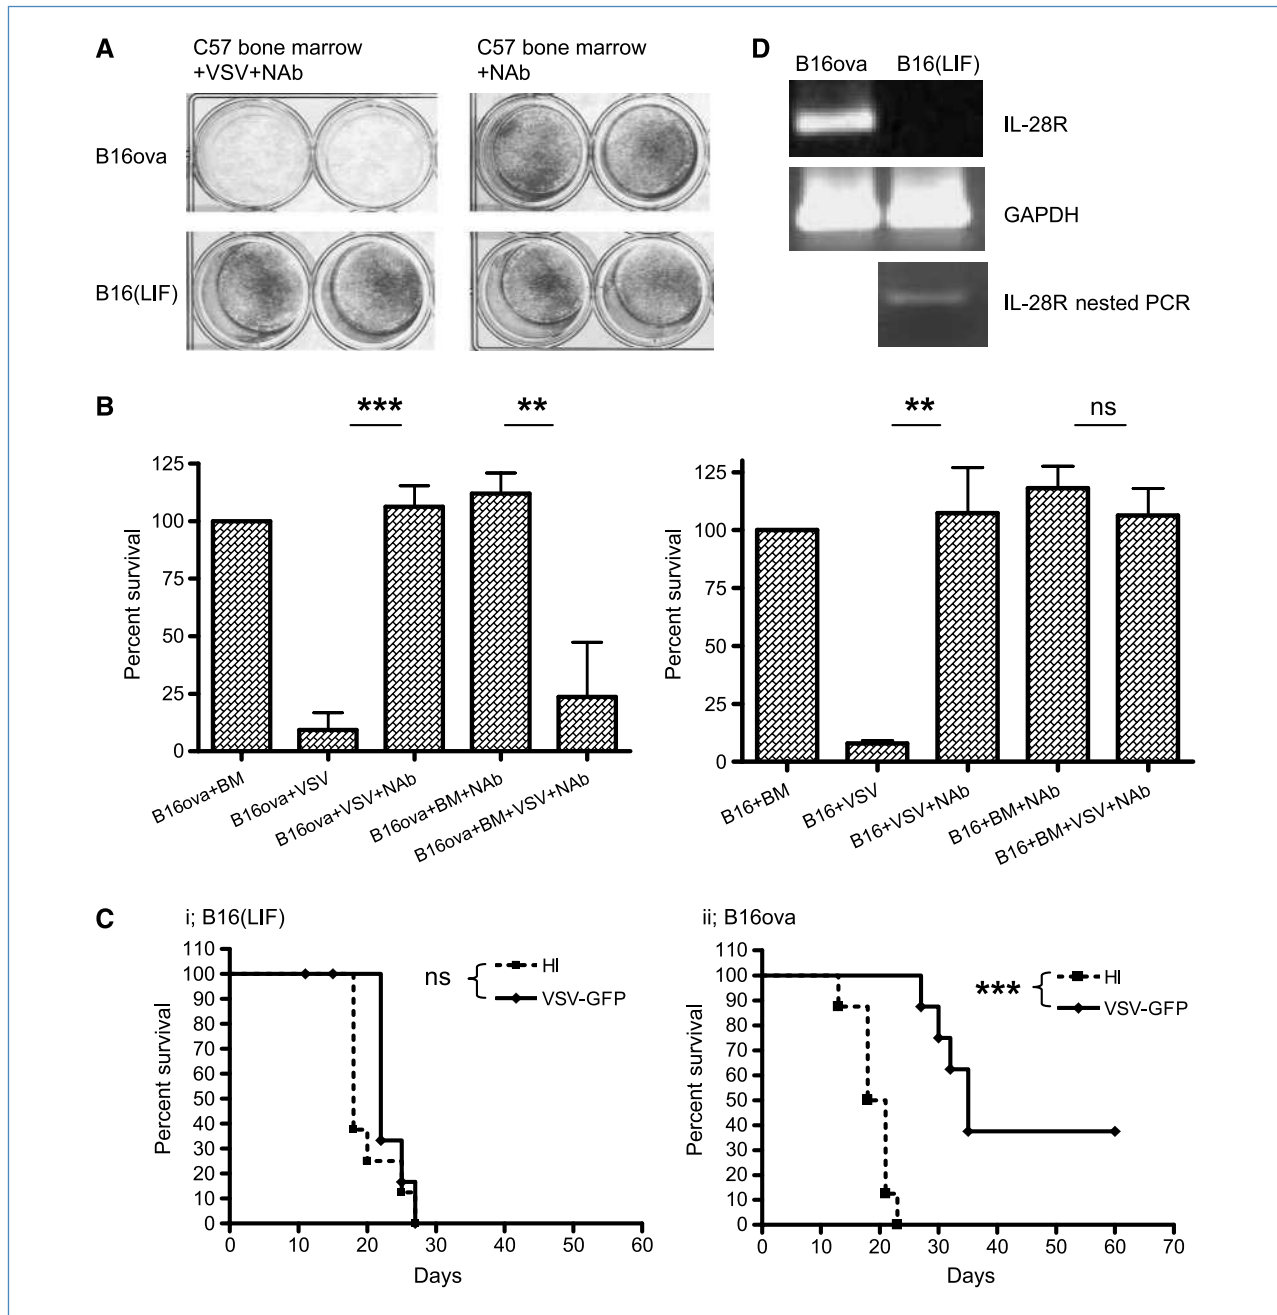 A
C57 bone marrow
+VSV+NAb
C57 bone marrow
+NAb
B16ova
B16(LIF)
D
B16ova
B16(LIF)
IL-28R
GAPDH
IL-28R nested PCR
B
***
**
125
100
75
50
25
0
Percent survival
B16ova+BM
B16ova+VSV
B16ova+VSV+NAb
B16ova+BM+NAb
B16ova+BM+VSV+NAb
**
ns
125
100
75
50
25
0
Percent survival
B16+BM
B16+VSV
B16+VSV+NAb
B16+BM+NAb
B16+BM+VSV+NAb
C
i; B16(LIF)
110
100
90
80
70
60
50
40
30
20
10
0
Percent survival
ns
HI
VSV-GFP
0 10 20 30 40 50 60
Days
ii; B16ova
110
100
90
80
70
60
50
40
30
20
10
0
Percent survival
***
HI
VSV-GFP
0 10 20 30 40 50 60 70
Days